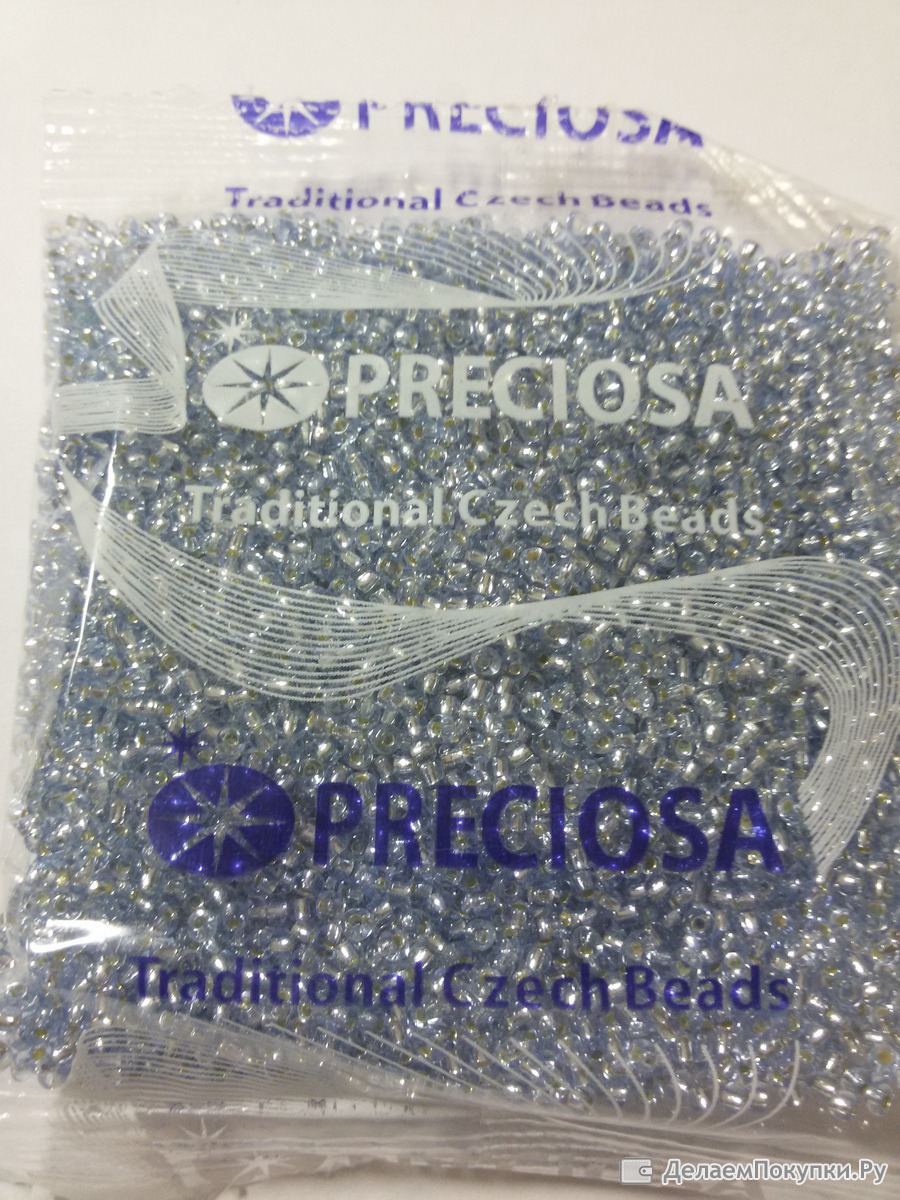 PRECIOSA
Traditional Czech Beads
PRECIOSA
Traditional Czech Beads
PRECIOSA
Traditional Czech Beads
ДелаемПокупки.Ру